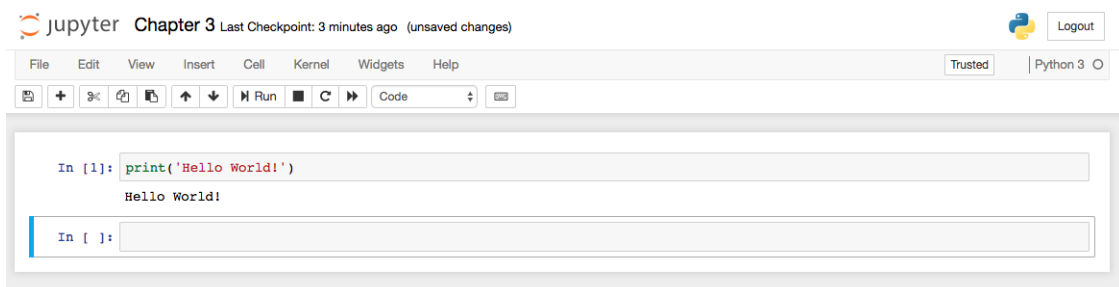 jupyter Chapter 3 Last Checkpoint: 3 minutes ago (unsaved changes) Logout
File Edit View Insert Cell Kernel Widgets Help Trusted Python 3
Run Code
In [1]: print('Hello World!')
Hello World!
In [ ]: